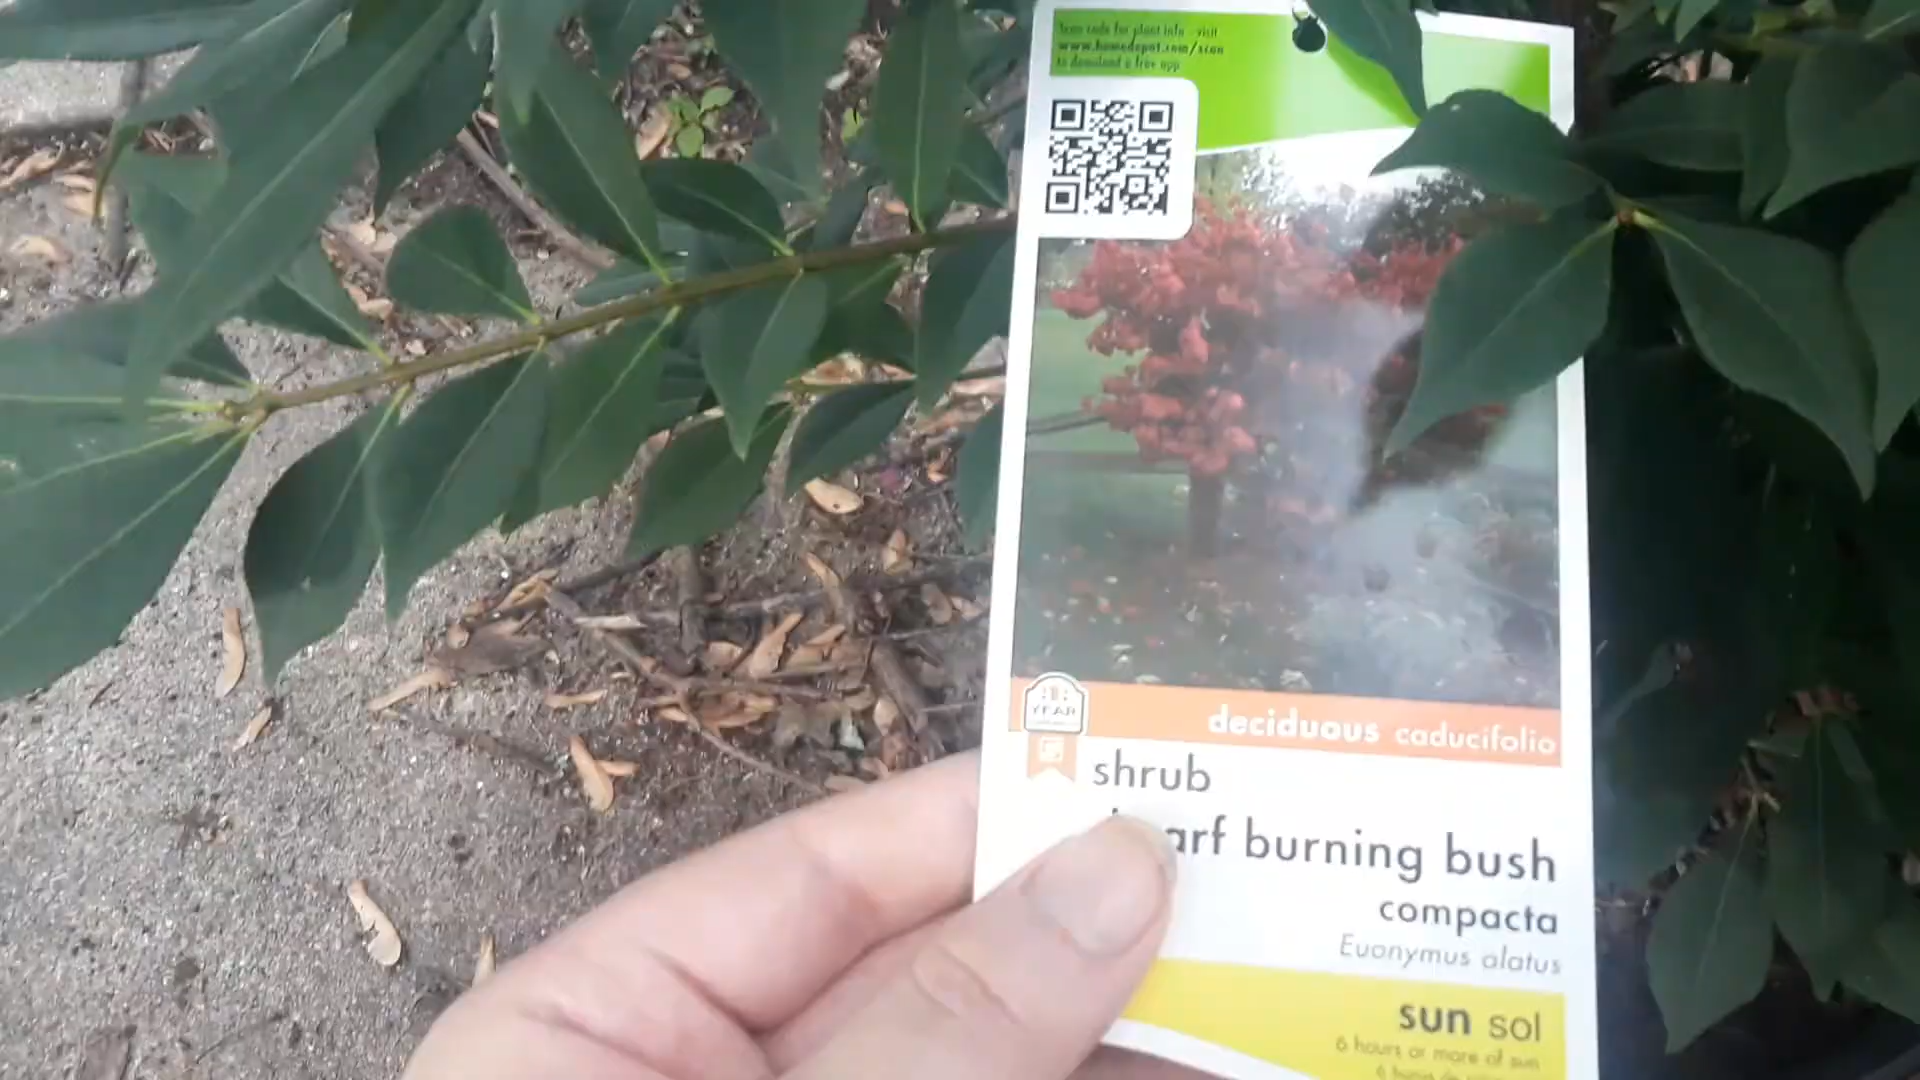 Scan code for plant info - visit
www.homedepot.com/scan
to download a free app
YEAR
deciduous caducifolio
shrub
arf burning bush
compacta
Euonymus alatus
sun sol
6 hours or more of sun